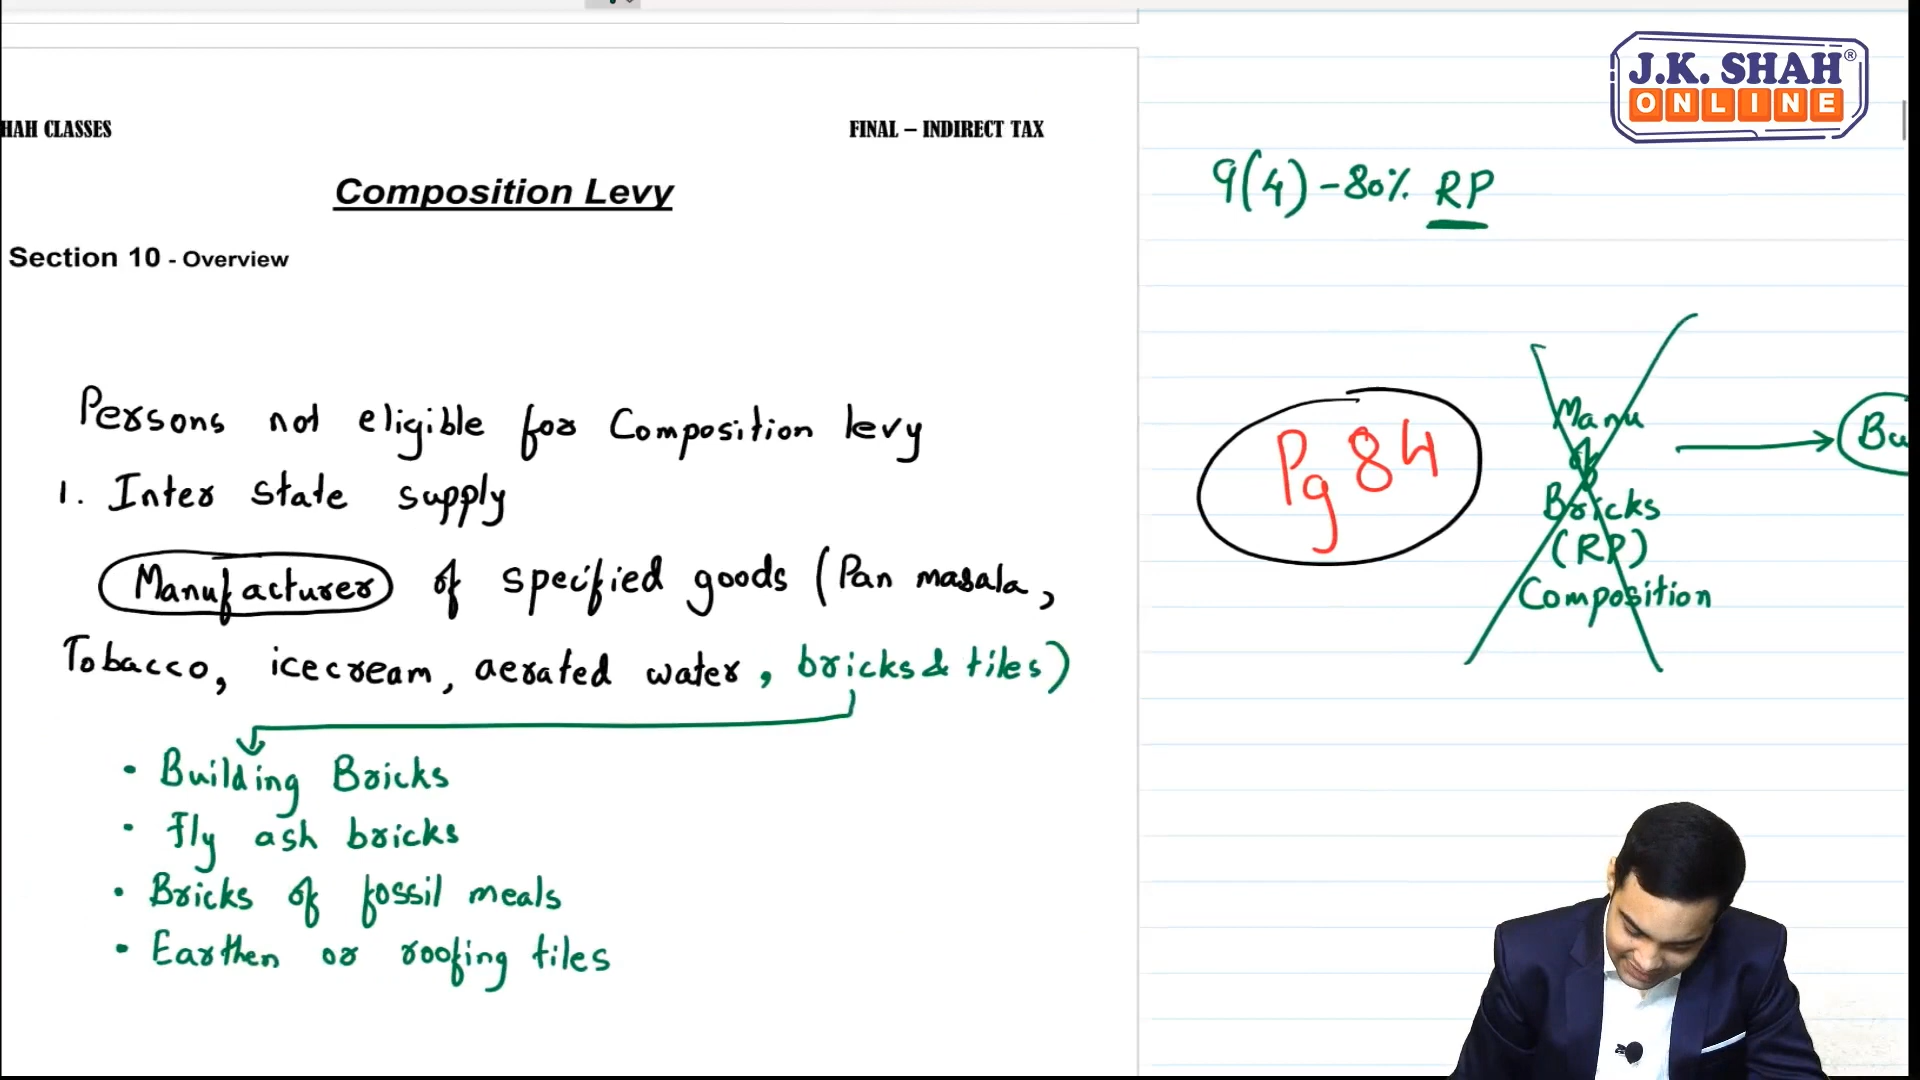 HAH CLASSES
FINAL – INDIRECT TAX
Composition Levy
Section 10 - Overview
Persons not eligible for Composition levy
1. Inter state supply
Manufacturer of specified goods (Pan masala,
Tobacco, icecream, aerated water, bricks & tiles)
• Building Bricks
• Fly ash bricks
• Bricks of fossil meals
• Earthen or roofing tiles
J.K. SHAH®
ONLINE
9(4) - 80% RP
Pg 84
Manu
of
Bricks
(RP)
Composition
Bu